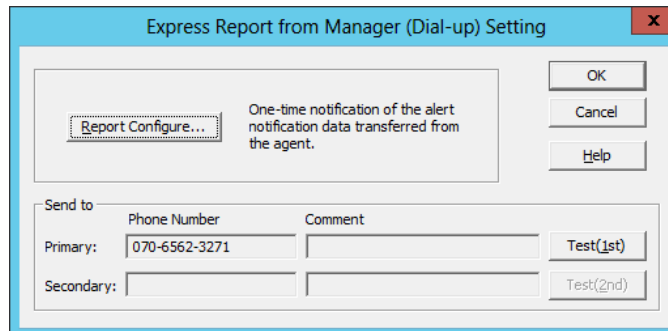 Express Report from Manager (Dial-up) Setting
x
OK
Report Configure...
One-time notification of the alert
notification data transferred from
the agent.
Cancel
Help
Send to
Phone Number
Comment
Primary:
070-6562-3271
Test(1st)
Secondary:
Test(2nd)